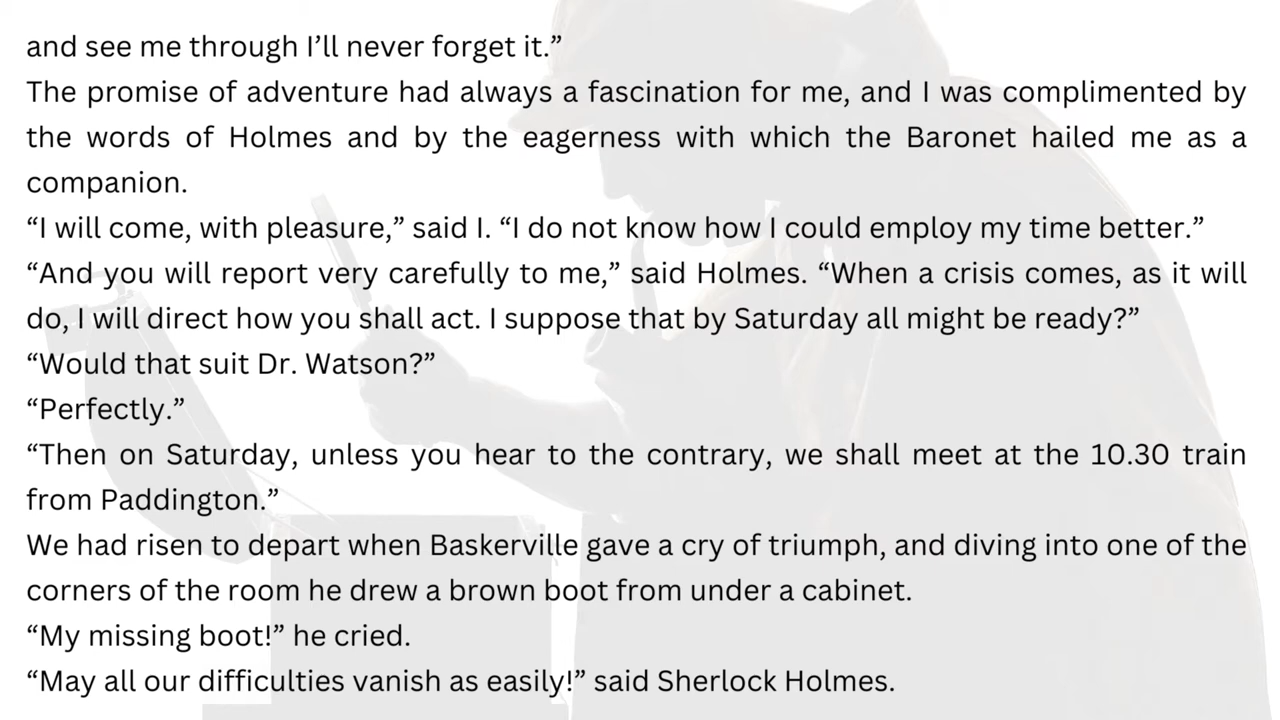 and see me through I’ll never forget it.”
The promise of adventure had always a fascination for me, and I was complimented by
the words of Holmes and by the eagerness with which the Baronet hailed me as a
companion.
“I will come, with pleasure,” said I. “I do not know how I could employ my time better.”
“And you will report very carefully to me,” said Holmes. “When a crisis comes, as it will
do, I will direct how you shall act. I suppose that by Saturday all might be ready?”
“Would that suit Dr. Watson?”
“Perfectly.”
“Then on Saturday, unless you hear to the contrary, we shall meet at the 10.30 train
from Paddington.”
We had risen to depart when Baskerville gave a cry of triumph, and diving into one of the
corners of the room he drew a brown boot from under a cabinet.
“My missing boot!” he cried.
“May all our difficulties vanish as easily!” said Sherlock Holmes.